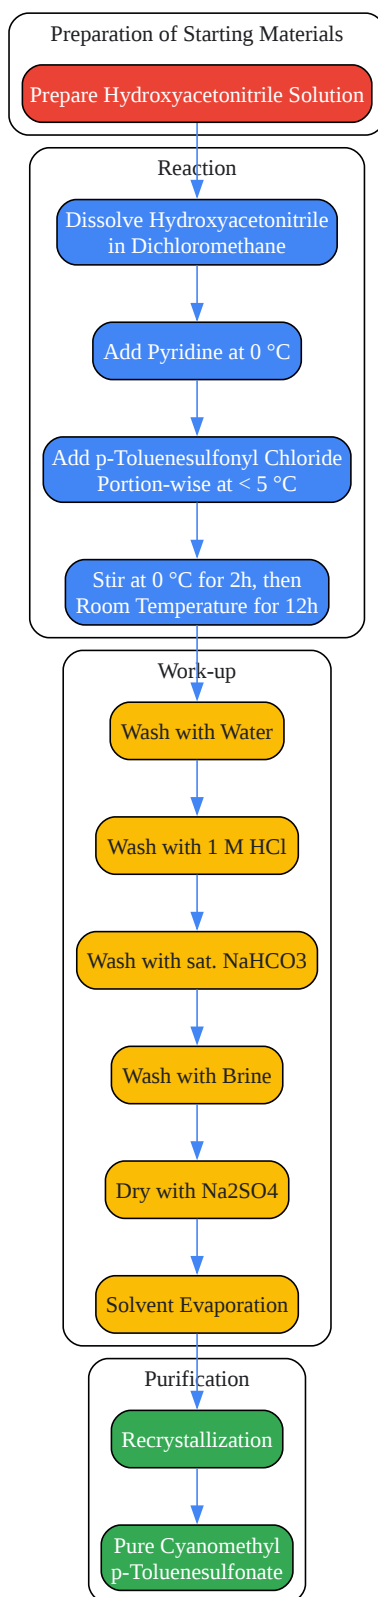 Preparation of Starting Materials
Prepare Hydroxyacetonitrile Solution
Reaction
Dissolve Hydroxyacetonitrile
in Dichloromethane
Add Pyridine at 0 °C
Add p-Toluenesulfonyl Chloride
Portion-wise at < 5 °C
Stir at 0 °C for 2h, then
Room Temperature for 12h
Work-up
Wash with Water
Wash with 1 M HCl
Wash with sat. NaHCO3
Wash with Brine
Dry with Na2SO4
Solvent Evaporation
Purification
Recrystallization
Pure Cyanomethyl
p-Toluenesulfonate